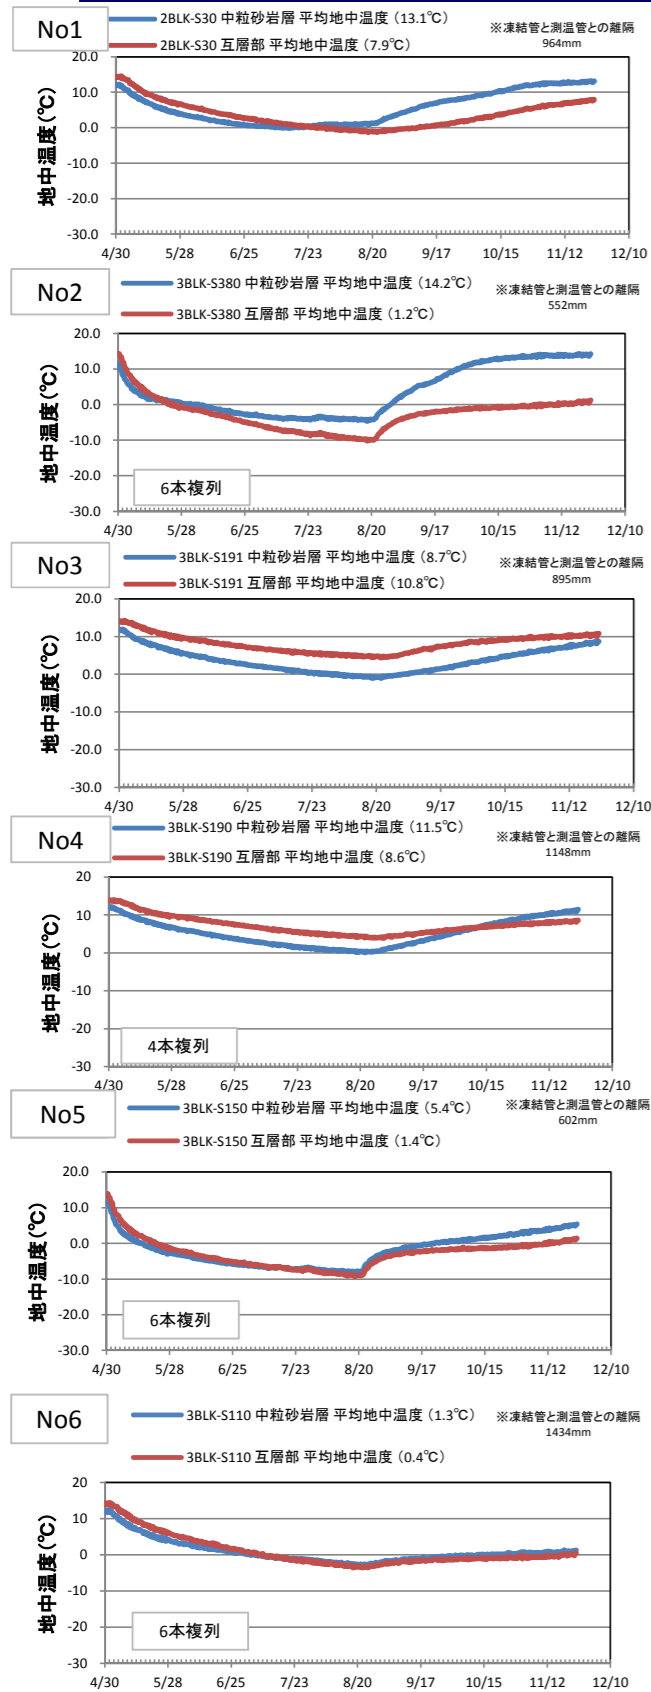 No1
2BLK-S30 中粒砂岩層 平均地中温度（13.1℃）
2BLK-S30 互層部 平均地中温度（7.9℃）
※凍結管と測温管との離隔
964mm
地中温度(℃)
20.0
10.0
0.0
-10.0
-20.0
-30.0
4/30 5/28 6/25 7/23 8/20 9/17 10/15 11/12 12/10
No2
3BLK-S380 中粒砂岩層 平均地中温度（14.2℃）
3BLK-S380 互層部 平均地中温度（1.2℃）
※凍結管と測温管との離隔
552mm
地中温度(℃)
20.0
10.0
0.0
-10.0
-20.0
-30.0
6本複列
4/30 5/28 6/25 7/23 8/20 9/17 10/15 11/12 12/10
No3
3BLK-S191 中粒砂岩層 平均地中温度（8.7℃）
3BLK-S191 互層部 平均地中温度（10.8℃）
※凍結管と測温管との離隔
895mm
地中温度(℃)
20.0
10.0
0.0
-10.0
-20.0
-30.0
4/30 5/28 6/25 7/23 8/20 9/17 10/15 11/12 12/10
No4
3BLK-S190 中粒砂岩層 平均地中温度（11.5℃）
3BLK-S190 互層部 平均地中温度（8.6℃）
※凍結管と測温管との離隔
1148mm
地中温度(℃)
20
10
0
-10
-20
-30
4本複列
4/30 5/28 6/25 7/23 8/20 9/17 10/15 11/12 12/10
No5
3BLK-S150 中粒砂岩層 平均地中温度（5.4℃）
3BLK-S150 互層部 平均地中温度（1.4℃）
※凍結管と測温管との離隔
602mm
地中温度(℃)
20.0
10.0
0.0
-10.0
-20.0
-30.0
6本複列
4/30 5/28 6/25 7/23 8/20 9/17 10/15 11/12 12/10
No6
3BLK-S110 中粒砂岩層 平均地中温度（1.3℃）
3BLK-S110 互層部 平均地中温度（0.4℃）
※凍結管と測温管との離隔
1434mm
地中温度(℃)
20
10
0
-10
-20
-30
6本複列
4/30 5/28 6/25 7/23 8/20 9/17 10/15 11/12 12/10